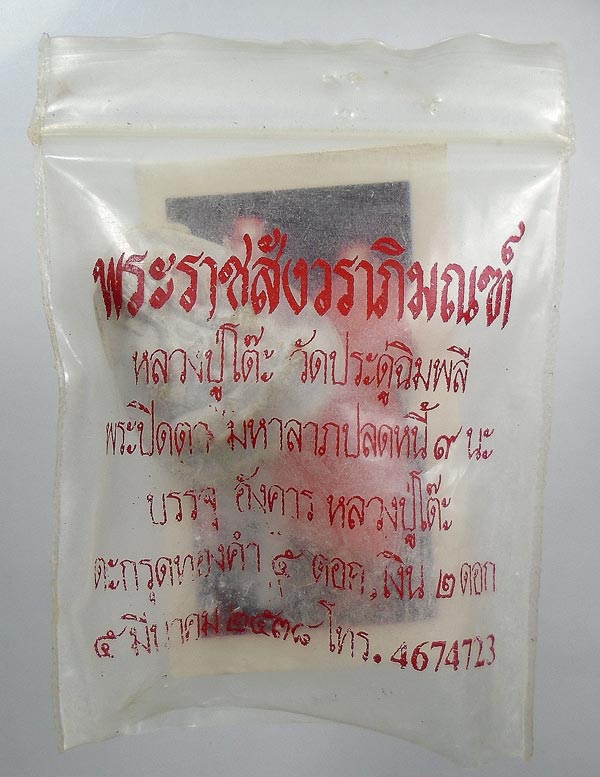 พระราชสังวราภิมณฑ์
หลวงปู่โต๊ะ วัดประดู่ฉิมพลี
พระปิดตา มหาลาภปลดหนี้ ๙ นะ
บรรจุ อังคาร หลวงปู่โต๊ะ
ตะกรุดทองคำ ๕ ดอก, เงิน ๒ ดอก
๕ มีนาคม ๒๕๓๘ โทร. 4674723